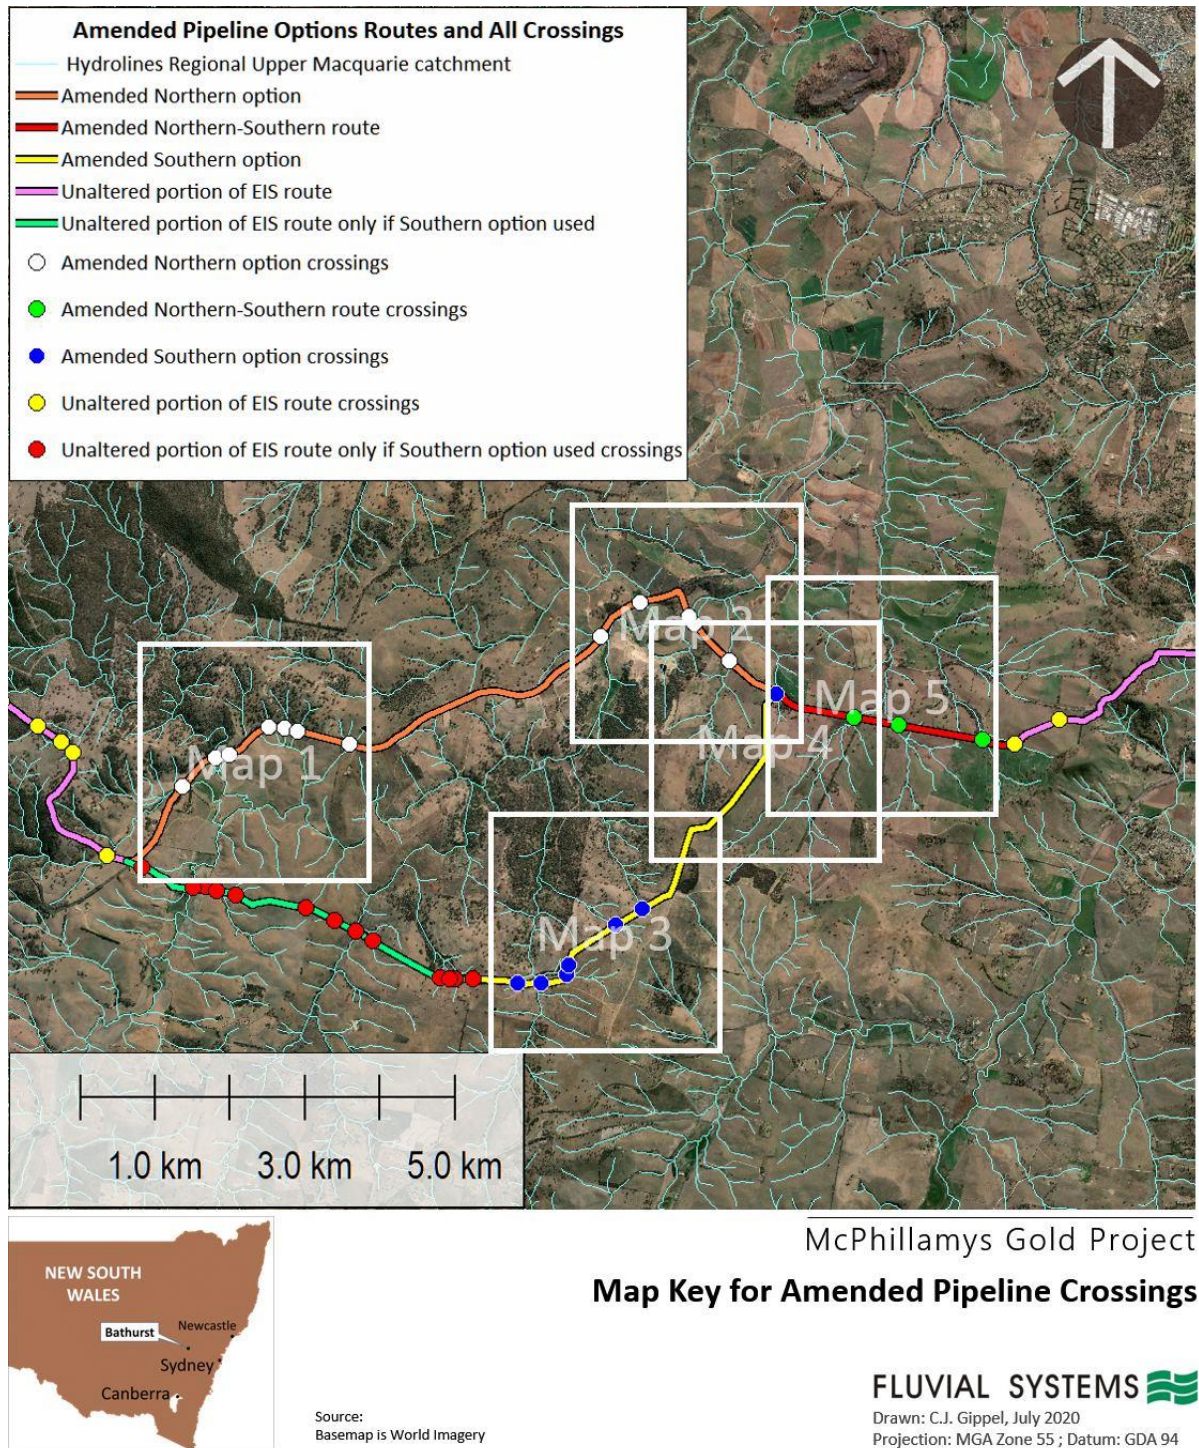 Amended Pipeline Options Routes and All Crossings
Hydrolines Regional Upper Macquarie catchment
Amended Northern option
Amended Northern-Southern route
Amended Southern option
Unaltered portion of EIS route
Unaltered portion of EIS route only if Southern option used
Amended Northern option crossings
Amended Northern-Southern route crossings
Amended Southern option crossings
Unaltered portion of EIS route crossings
Unaltered portion of EIS route only if Southern option used crossings
Map 2
Map 5
Map 4
Map 1
Map 3
1.0 km 3.0 km 5.0 km
McPhillamys Gold Project
Map Key for Amended Pipeline Crossings
NEW SOUTH
WALES
Bathurst
Newcastle
Sydney
Canberra
Source:
Basemap is World Imagery
FLUVIAL SYSTEMS
Drawn: C.J. Gippel, July 2020
Projection: MGA Zone 55 ; Datum: GDA 94